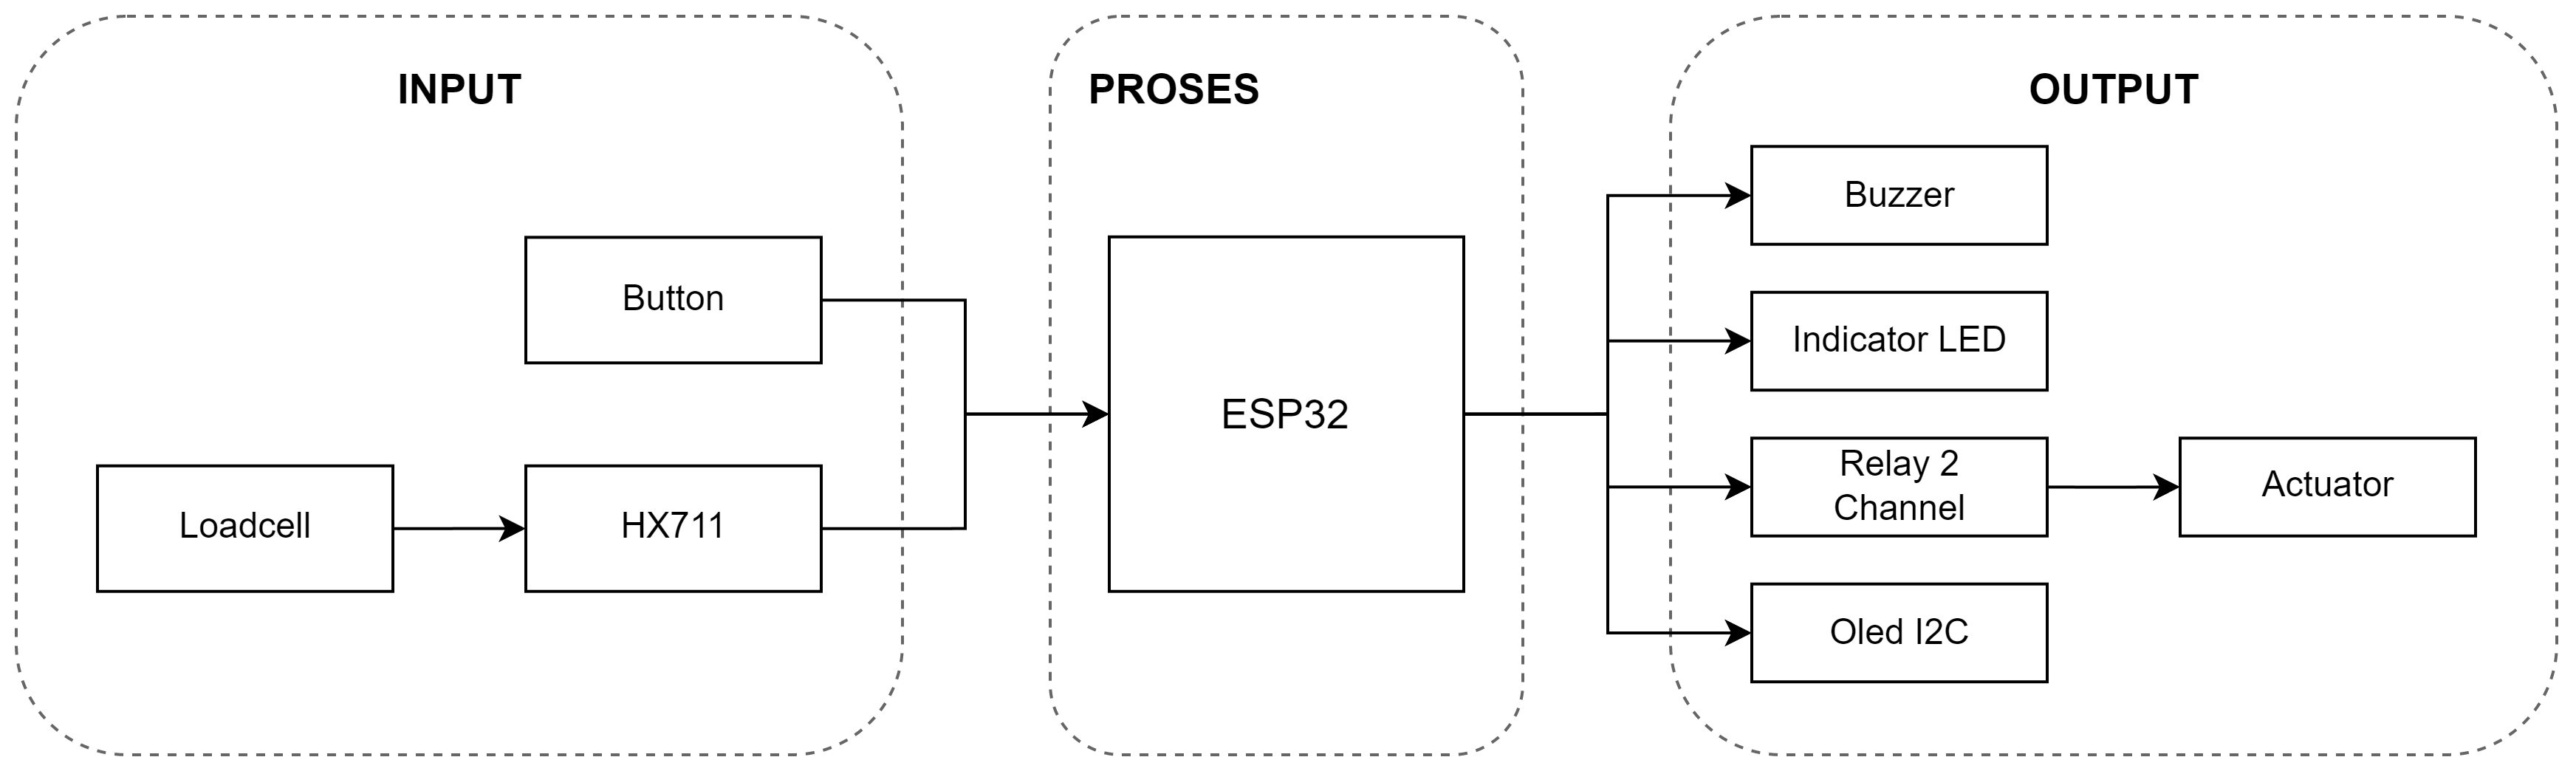 INPUT
PROSES
OUTPUT
Button
Loadcell
HX711
ESP32
Buzzer
Indicator LED
Relay 2
Channel
Actuator
Oled I2C